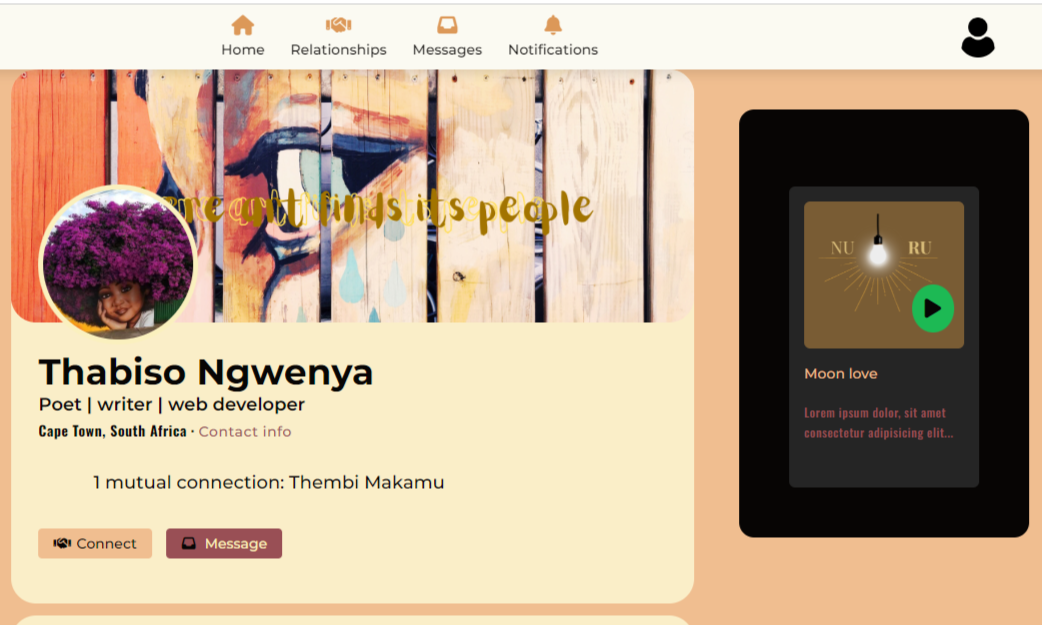 Home Relationships Messages Notifications
re art finds its people
Thabiso Ngwenya
Poet | writer | web developer
Cape Town, South Africa · Contact info
1 mutual connection: Thembi Makamu
Connect Message
NU RU
Moon love
Lorem ipsum dolor, sit amet
consectetur adipisicing elit...